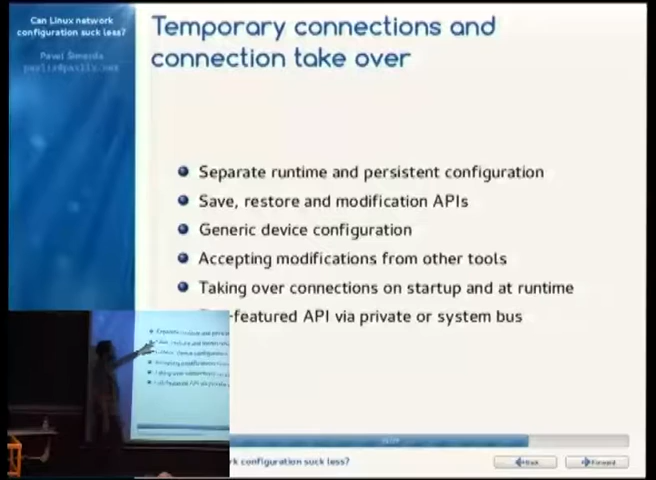 Can Linux network
configuration suck less?
Pavel Šimerda
Temporary connections and
connection take over
Separate runtime and persistent configuration
Save, restore and modification APIs
Generic device configuration
Accepting modifications from other tools
Taking over connections on startup and at runtime
-featured API via private or system bus
k configuration suck less?
Back
Forward